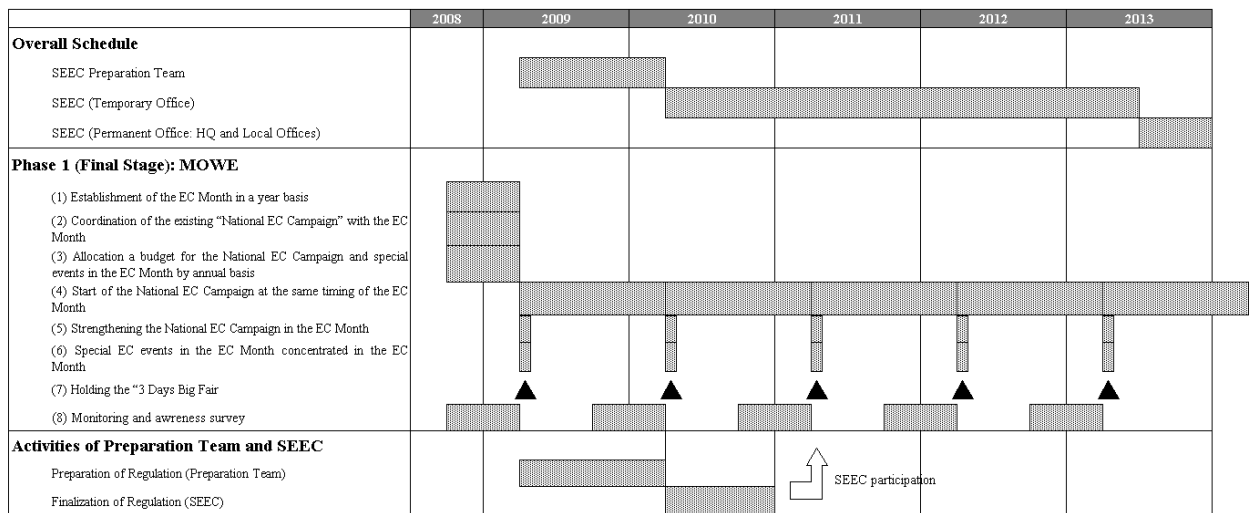 2008 2009 2010 2011 2012 2013
Overall Schedule
SEEC Preparation Team
SEEC (Temporary Office)
SEEC (Permanent Office: HQ and Local Offices)
Phase 1 (Final Stage): MOWE
(1) Establishment of the EC Month in a year basis
(2) Coordination of the existing “National EC Campaign” with the EC
Month
(3) Allocation a budget for the National EC Campaign and special
events in the EC Month by annual basis
(4) Start of the National EC Campaign at the same timing of the EC
Month
(5) Strengthening the National EC Campaign in the EC Month
(6) Special EC events in the EC Month concentrated in the EC
Month
(7) Holding the “3 Days Big Fair
(8) Monitoring and awreness survey
Activities of Preparation Team and SEEC
Preparation of Regulation (Preparation Team)
SEEC participation
Finalization of Regulation (SEEC)